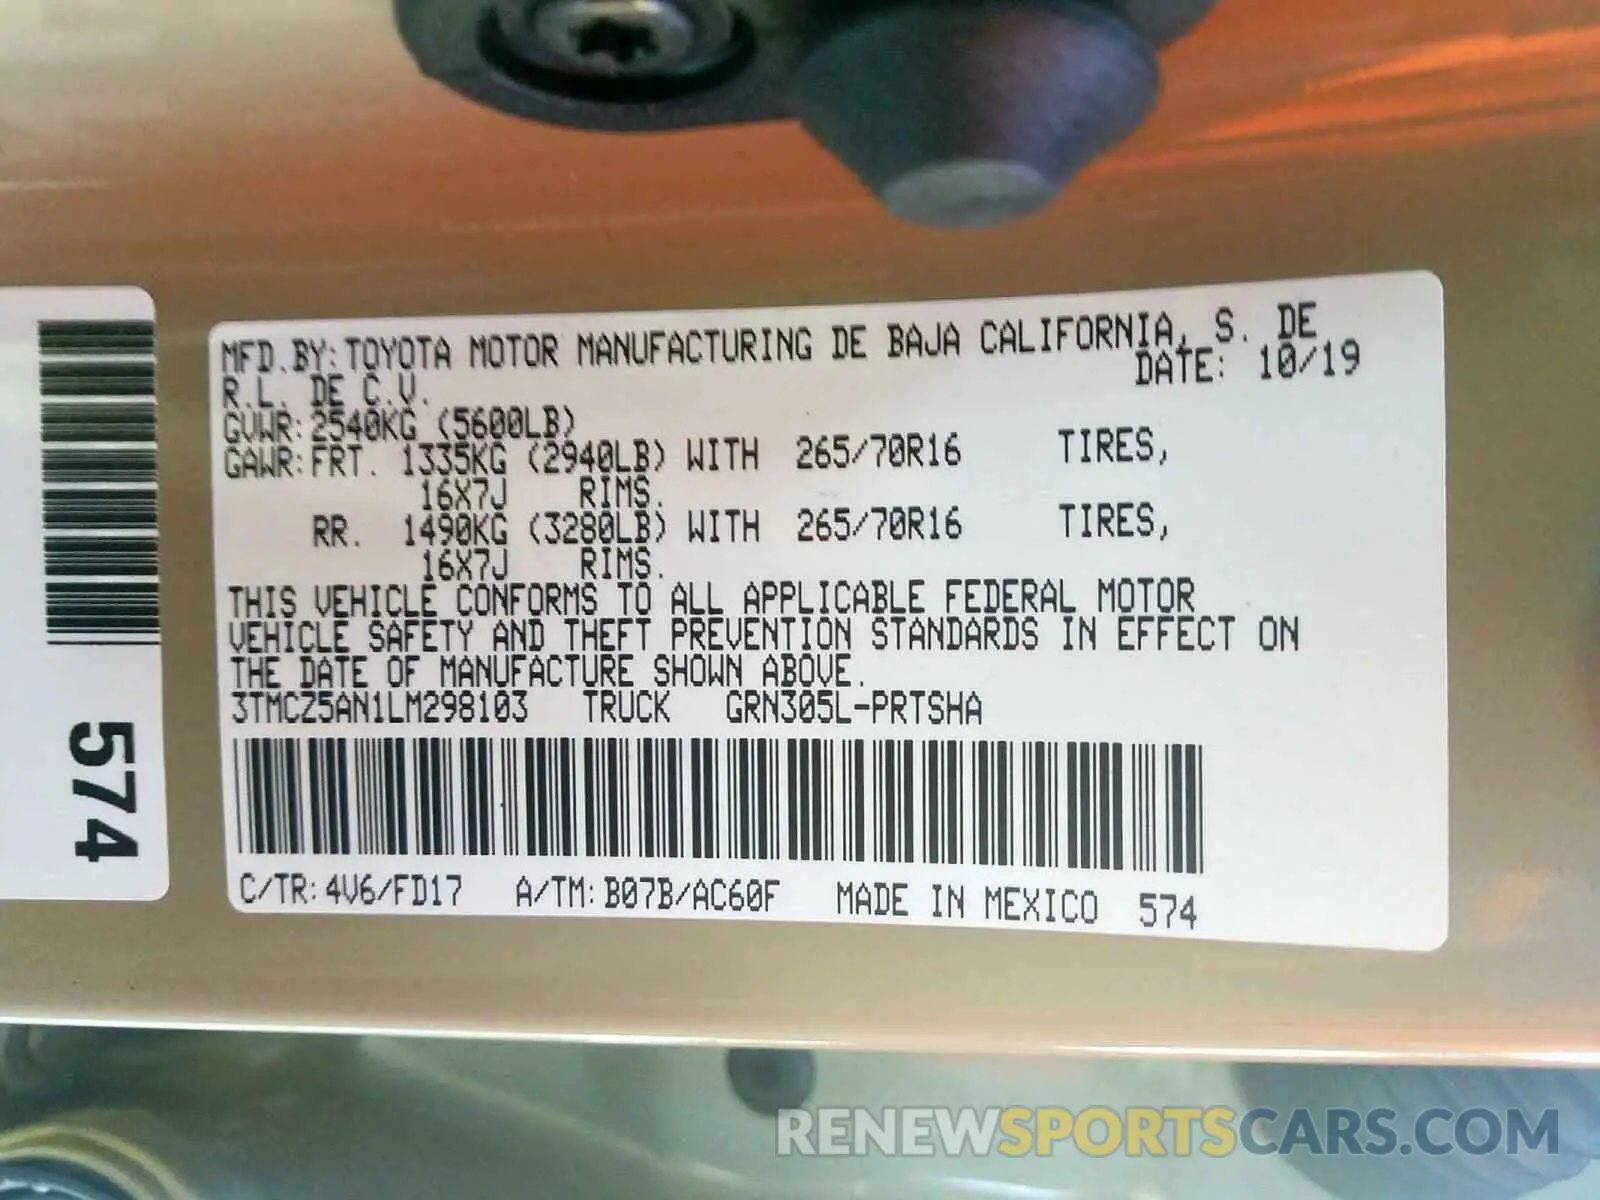 MFD.BY:TOYOTA MOTOR MANUFACTURING DE BAJA CALIFORNIA, S. DE
R.L. DE C.V. DATE: 10/19
GVWR:2540KG (5600LB)
GAWR:FRT. 1335KG (2940LB) WITH 265/70R16 TIRES,
16X7J RIMS.
RR. 1490KG (3280LB) WITH 265/70R16 TIRES,
16X7J RIMS.
THIS VEHICLE CONFORMS TO ALL APPLICABLE FEDERAL MOTOR
VEHICLE SAFETY AND THEFT PREVENTION STANDARDS IN EFFECT ON
THE DATE OF MANUFACTURE SHOWN ABOVE.
3TMCZ5AN1LM298103 TRUCK GRN305L-PRTSHA
C/TR:4V6/FD17 A/TM:B07B/AC60F MADE IN MEXICO 574
574
RENEWSPORTSCARS.COM